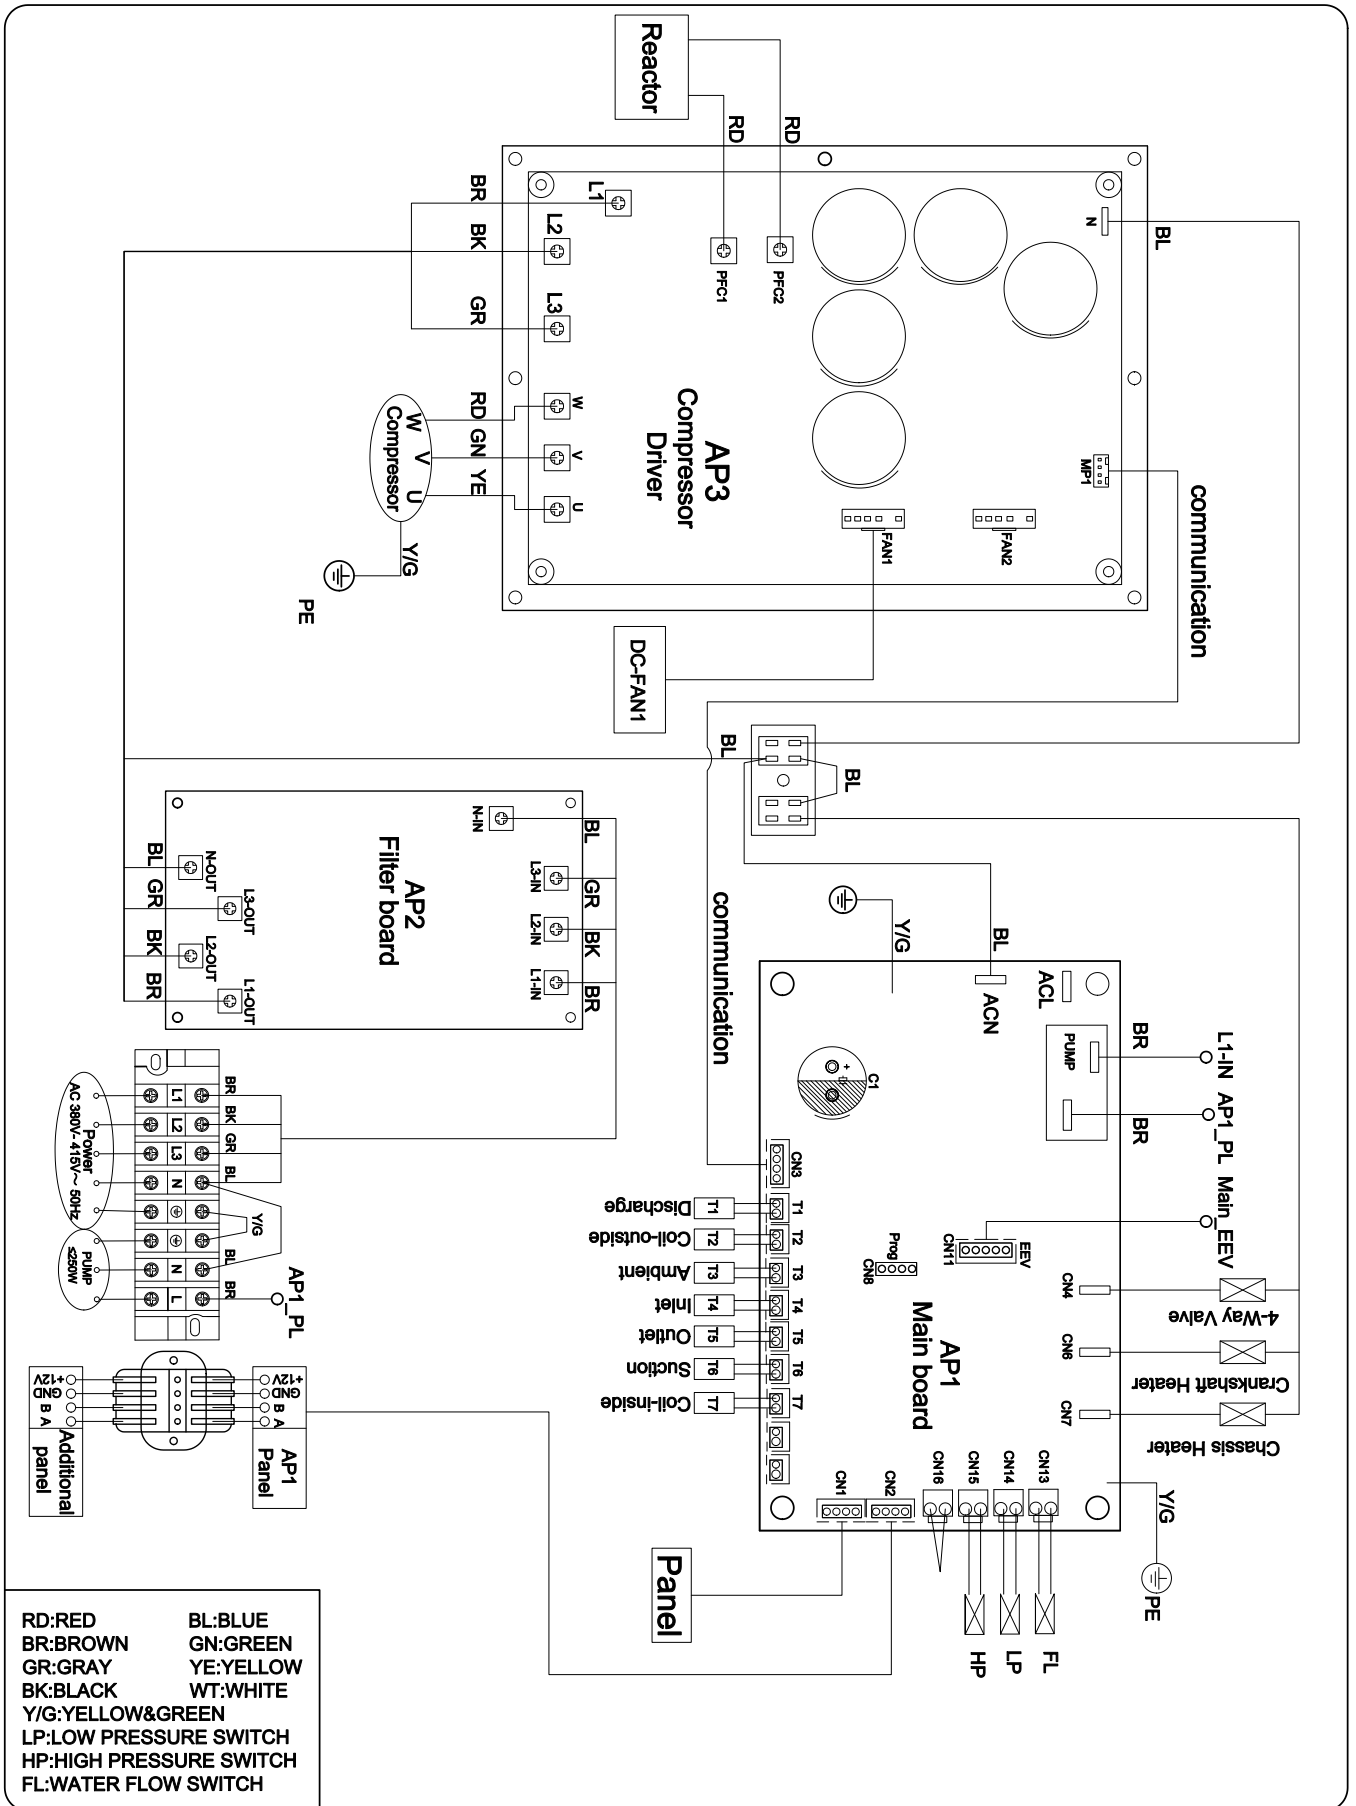 Reactor
RD
RD
BR
BK
GR
L1
L2
L3
PFC1
PFC2
N
BL
AP3
Compressor
Driver
W
V
U
RD
GN
YE
W V U
Compressor
Y/G
PE
MP1
communication
FAN1
FAN2
DC-FAN1
BL
BL
AP2
Filter board
N-IN
L3-IN
L2-IN
L1-IN
BL
GR
BK
BR
N-OUT
L3-OUT
L2-OUT
L1-OUT
BL
GR
BK
BR
communication
Y/G
BL
ACN
ACL
PUMP
BR
BR
L1-IN
AP1_PL
Main_EEV
C1
+
CN3
T1
T2
T3
T4
T5
T6
T7
T1 Discharge
T2 Coil-outside
T3 Ambient
T4 Inlet
T5 Outlet
T6 Suction
T7 Coil-inside
Prog
CN8
CN11
EEV
AP1
Main board
CN4
CN6
CN7
4-Way Valve
Crankshaft Heater
Chassis Heater
CN1
CN2
CN16
CN15
CN14
CN13
Y/G
PE
HP
LP
FL
Panel
BR
BK
GR
BL
Y/G
BL
BR
AP1_PL
L1
L2
L3
N
N
L
Power
AC 380V- 415V~ 50Hz
PUMP
≤250W
+12V
GND
B
A
AP1
Panel
+12V
GND
B
A
Additional
panel
RD:RED BL:BLUE
BR:BROWN GN:GREEN
GR:GRAY YE:YELLOW
BK:BLACK WT:WHITE
Y/G:YELLOW&GREEN
LP:LOW PRESSURE SWITCH
HP:HIGH PRESSURE SWITCH
FL:WATER FLOW SWITCH